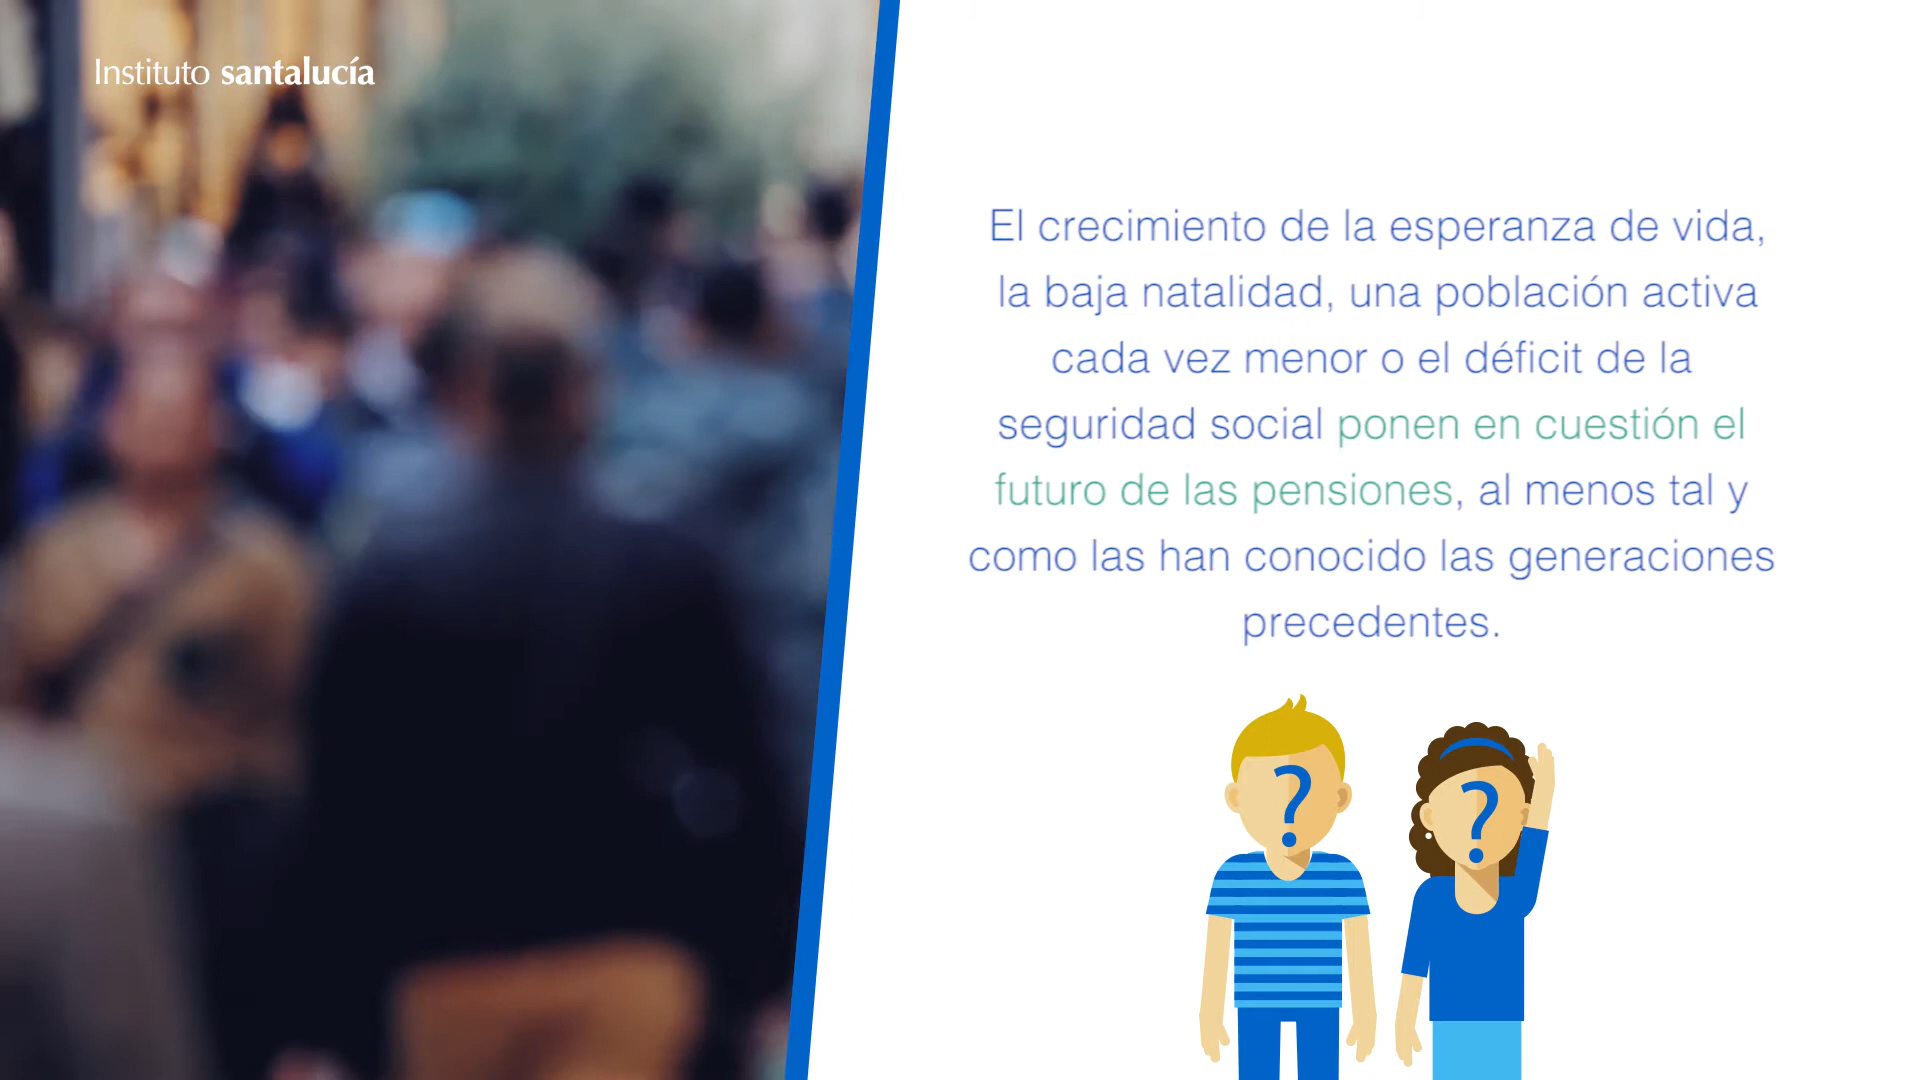 Instituto santalucía
El crecimiento de la esperanza de vida,
la baja natalidad, una población activa
cada vez menor o el déficit de la
seguridad social ponen en cuestión el
futuro de las pensiones, al menos tal y
como las han conocido las generaciones
precedentes.
?
?